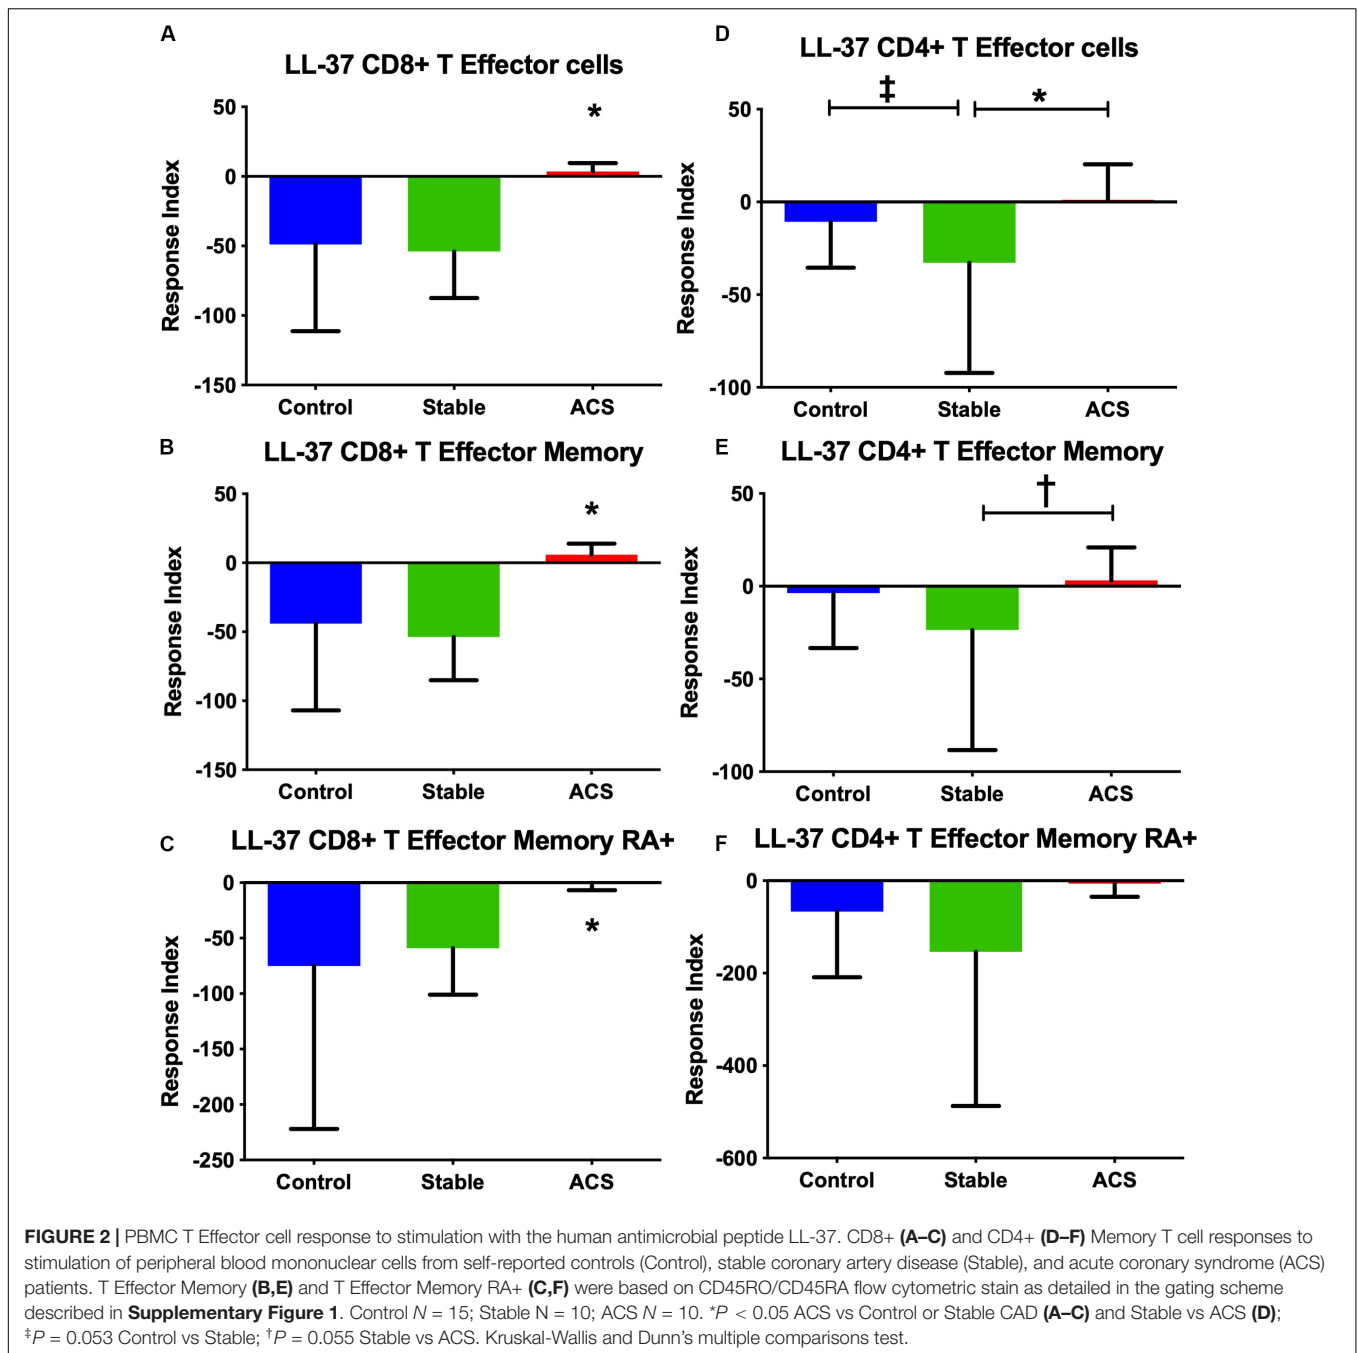 A
LL-37 CD8+ T Effector cells
50
*
0
-50
-100
-150
Response Index
Control Stable ACS
D
LL-37 CD4+ T Effector cells
‡ *
50
0
-50
-100
Response Index
Control Stable ACS
B
LL-37 CD8+ T Effector Memory
50
*
0
-50
-100
-150
Response Index
Control Stable ACS
E
LL-37 CD4+ T Effector Memory
†
50
0
-50
-100
Response Index
Control Stable ACS
C
LL-37 CD8+ T Effector Memory RA+
0
*
-50
-100
-150
-200
-250
Response Index
Control Stable ACS
F
LL-37 CD4+ T Effector Memory RA+
0
-200
-400
-600
Response Index
Control Stable ACS
FIGURE 2 | PBMC T Effector cell response to stimulation with the human antimicrobial peptide LL-37. CD8+ (A–C) and CD4+ (D–F) Memory T cell responses to
stimulation of peripheral blood mononuclear cells from self-reported controls (Control), stable coronary artery disease (Stable), and acute coronary syndrome (ACS)
patients. T Effector Memory (B,E) and T Effector Memory RA+ (C,F) were based on CD45RO/CD45RA flow cytometric stain as detailed in the gating scheme
described in Supplementary Figure 1. Control N = 15; Stable N = 10; ACS N = 10. *P < 0.05 ACS vs Control or Stable CAD (A–C) and Stable vs ACS (D);
‡P = 0.053 Control vs Stable; †P = 0.055 Stable vs ACS. Kruskal-Wallis and Dunn's multiple comparisons test.